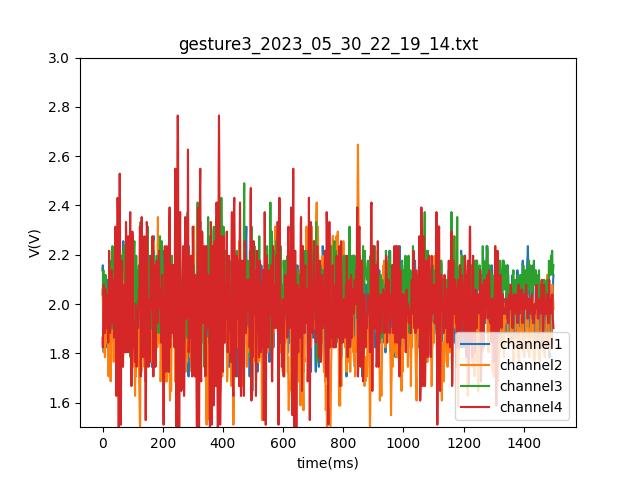 gesture3_2023_05_30_22_19_14.txt
3.0
2.8
2.6
2.4
2.2
2.0
1.8
1.6
V(V)
channel1
channel2
channel3
channel4
0 200 400 600 800 1000 1200 1400
time(ms)